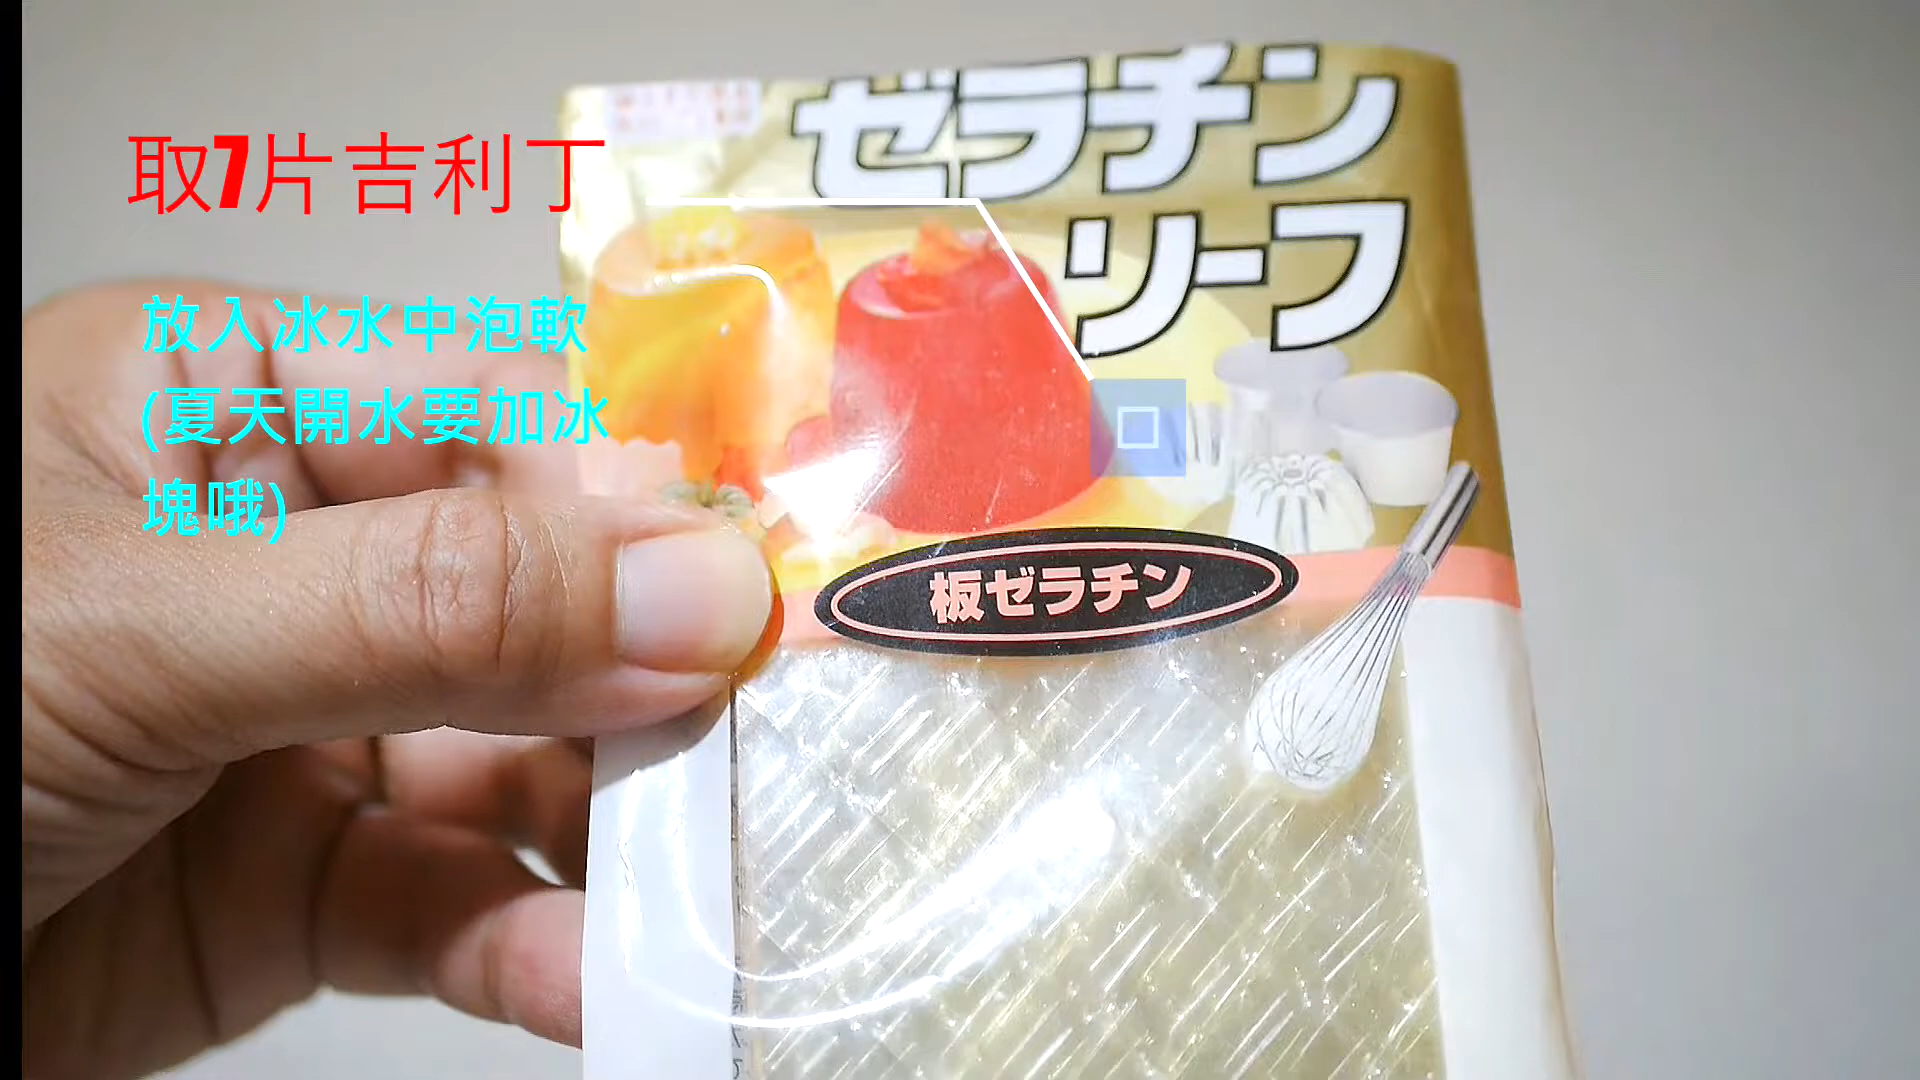 取7片吉利丁
放入冰水中泡軟
(夏天開水要加冰
塊哦)
ゼラチン
リーフ
板ゼラチン